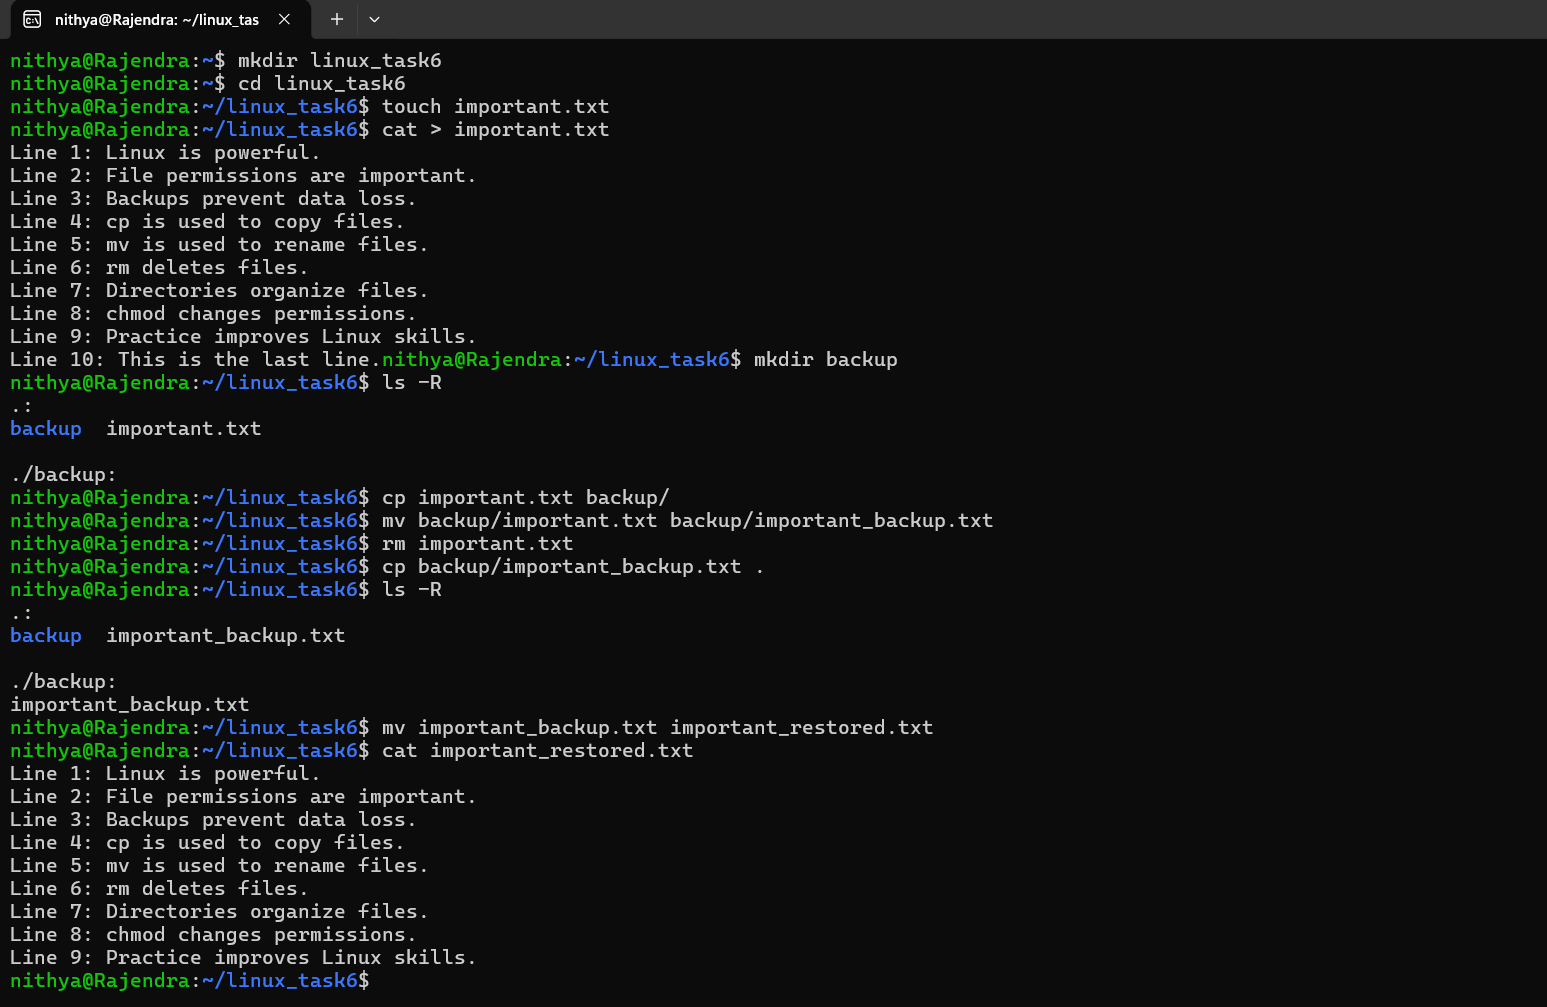 nithya@Rajendra: ~/linux_tas
nithya@Rajendra:~$ mkdir linux_task6
nithya@Rajendra:~$ cd linux_task6
nithya@Rajendra:~/linux_task6$ touch important.txt
nithya@Rajendra:~/linux_task6$ cat > important.txt
Line 1: Linux is powerful.
Line 2: File permissions are important.
Line 3: Backups prevent data loss.
Line 4: cp is used to copy files.
Line 5: mv is used to rename files.
Line 6: rm deletes files.
Line 7: Directories organize files.
Line 8: chmod changes permissions.
Line 9: Practice improves Linux skills.
Line 10: This is the last line.nithya@Rajendra:~/linux_task6$ mkdir backup
nithya@Rajendra:~/linux_task6$ ls -R
.:
backup  important.txt

./backup:
nithya@Rajendra:~/linux_task6$ cp important.txt backup/
nithya@Rajendra:~/linux_task6$ mv backup/important.txt backup/important_backup.txt
nithya@Rajendra:~/linux_task6$ rm important.txt
nithya@Rajendra:~/linux_task6$ cp backup/important_backup.txt .
nithya@Rajendra:~/linux_task6$ ls -R
.:
backup  important_backup.txt

./backup:
important_backup.txt
nithya@Rajendra:~/linux_task6$ mv important_backup.txt important_restored.txt
nithya@Rajendra:~/linux_task6$ cat important_restored.txt
Line 1: Linux is powerful.
Line 2: File permissions are important.
Line 3: Backups prevent data loss.
Line 4: cp is used to copy files.
Line 5: mv is used to rename files.
Line 6: rm deletes files.
Line 7: Directories organize files.
Line 8: chmod changes permissions.
Line 9: Practice improves Linux skills.
nithya@Rajendra:~/linux_task6$